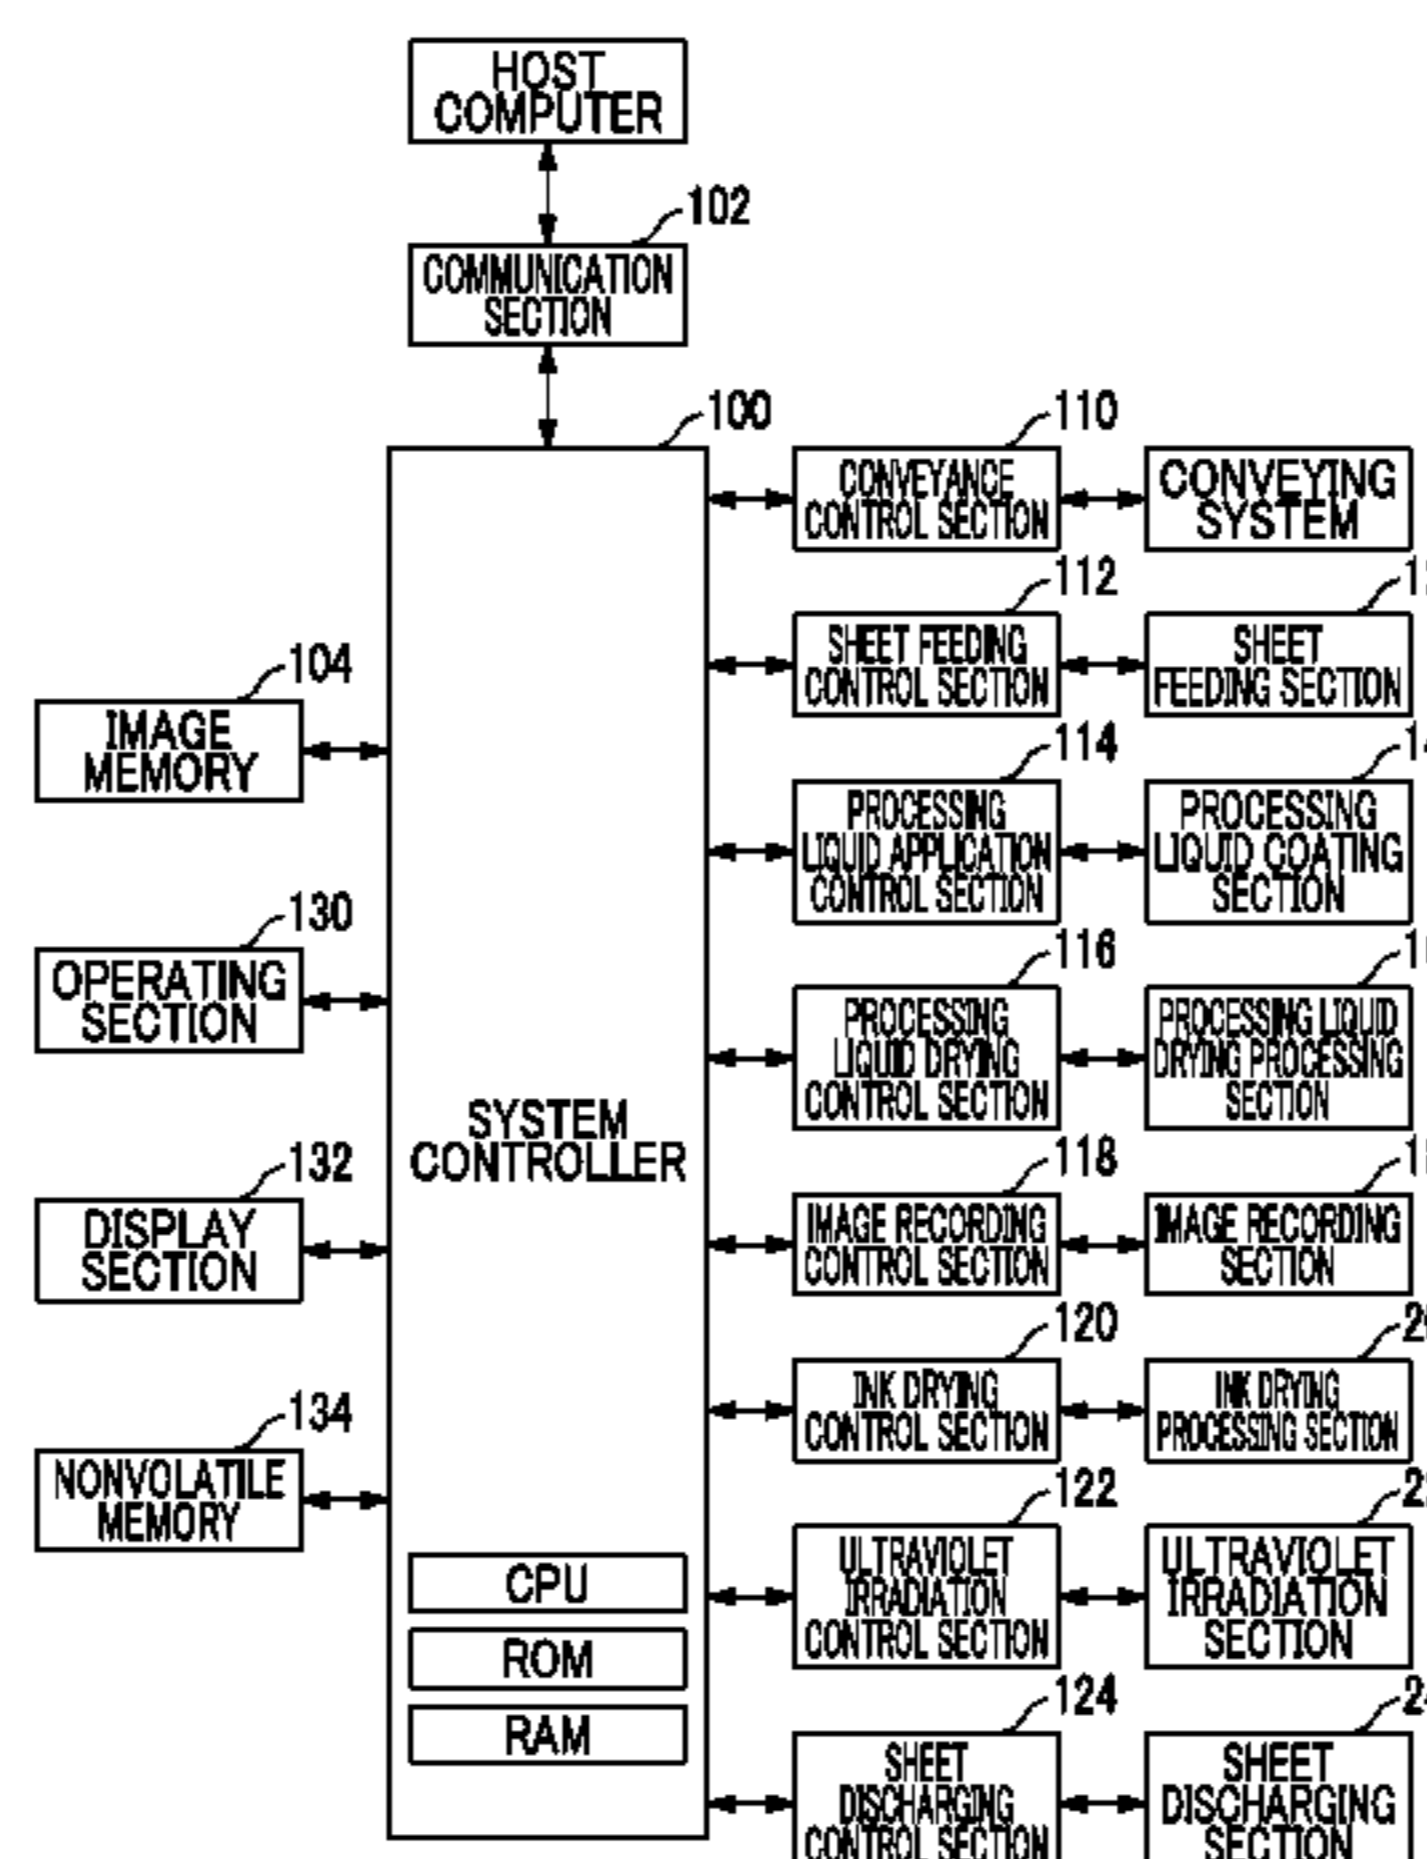 HOST
COMPUTER
102
COMMUNICATION
SECTION
100
110
CONVEYANCE
CONTROL SECTION
CONVEYING
SYSTEM
112
SHEET FEEDING
CONTROL SECTION
SHEET
FEEDING SECTION
104
IMAGE
MEMORY
114
PROCESSING
LIQUID APPLICATION
CONTROL SECTION
14
PROCESSING
LIQUID COATING
SECTION
130
OPERATING
SECTION
116
PROCESSING
LIQUID DRYING
CONTROL SECTION
PROCESSING LIQUID
DRYING PROCESSING
SECTION
SYSTEM
CONTROLLER
132
DISPLAY
SECTION
118
IMAGE RECORDING
CONTROL SECTION
IMAGE RECORDING
SECTION
120
INK DRYING
CONTROL SECTION
20
INK DRYING
PROCESSING SECTION
134
NONVOLATILE
MEMORY
122
ULTRAVIOLET
IRRADIATION
CONTROL SECTION
ULTRAVIOLET
IRRADIATION
SECTION
CPU
ROM
RAM
124
SHEET
DISCHARGING
CONTROL SECTION
24
SHEET
DISCHARGING
SECTION